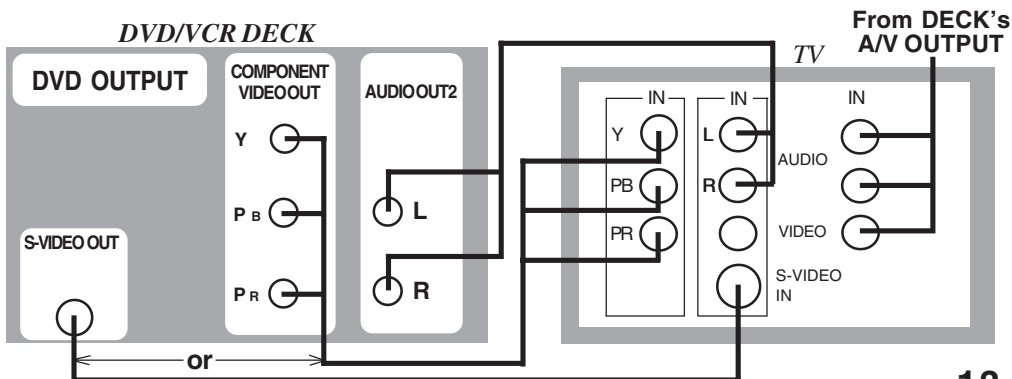 DVD/VCR DECK
From DECK's
A/V OUTPUT
TV
DVD OUTPUT
COMPONENT
VIDEO OUT
AUDIO OUT2
Y
PB
PR
S-VIDEO OUT
L
R
or
IN
Y
PB
PR
IN
L
R
AUDIO
VIDEO
S-VIDEO
IN
IN